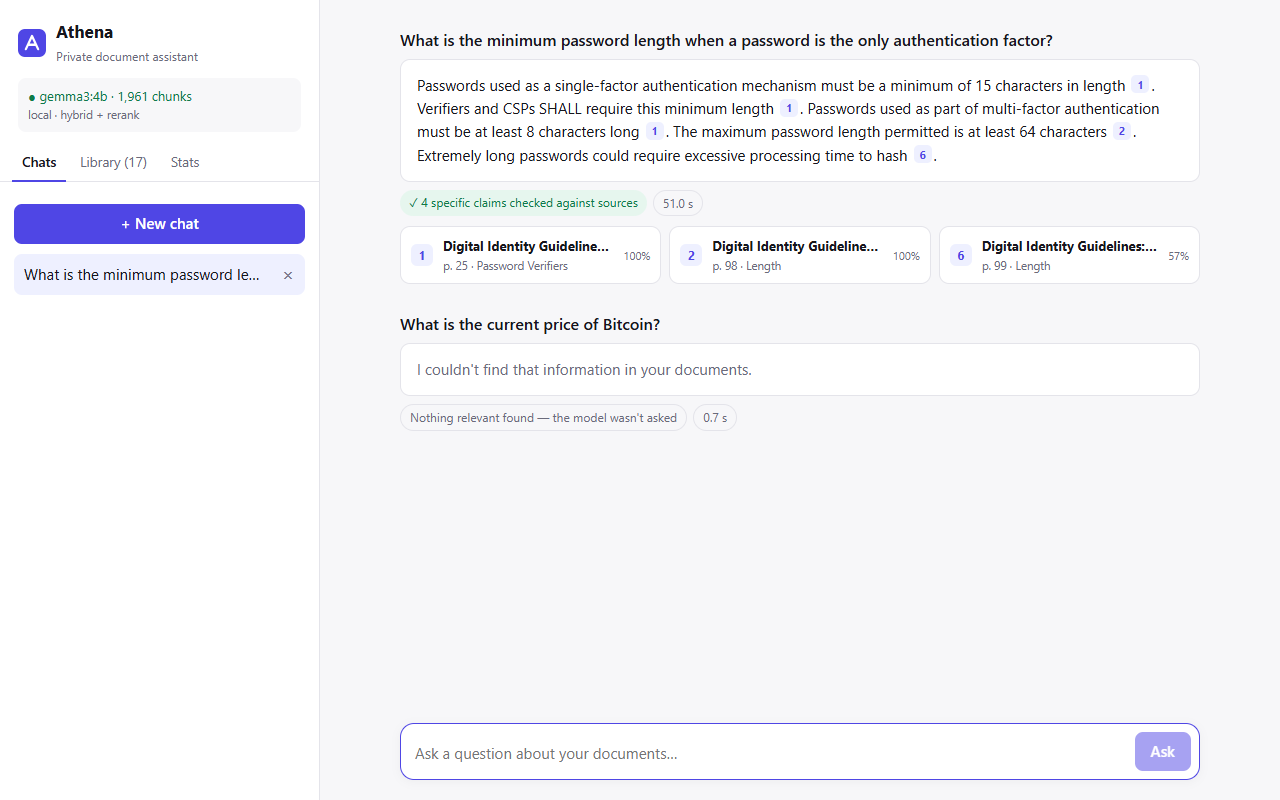 Athena
Private document assistant
● gemma3:4b · 1,961 chunks
local · hybrid + rerank
Chats
Library (17)
Stats
+ New chat
What is the minimum password le...
×
What is the minimum password length when a password is the only authentication factor?
Passwords used as a single-factor authentication mechanism must be a minimum of 15 characters in length 1 .
Verifiers and CSPs SHALL require this minimum length 1 . Passwords used as part of multi-factor authentication
must be at least 8 characters long 1 . The maximum password length permitted is at least 64 characters 2 .
Extremely long passwords could require excessive processing time to hash 6 .
✓ 4 specific claims checked against sources
51.0 s
1
Digital Identity Guideline...
p. 25 · Password Verifiers
100%
2
Digital Identity Guideline...
p. 98 · Length
100%
6
Digital Identity Guidelines:...
p. 99 · Length
57%
What is the current price of Bitcoin?
I couldn't find that information in your documents.
Nothing relevant found — the model wasn't asked
0.7 s
Ask a question about your documents...
Ask